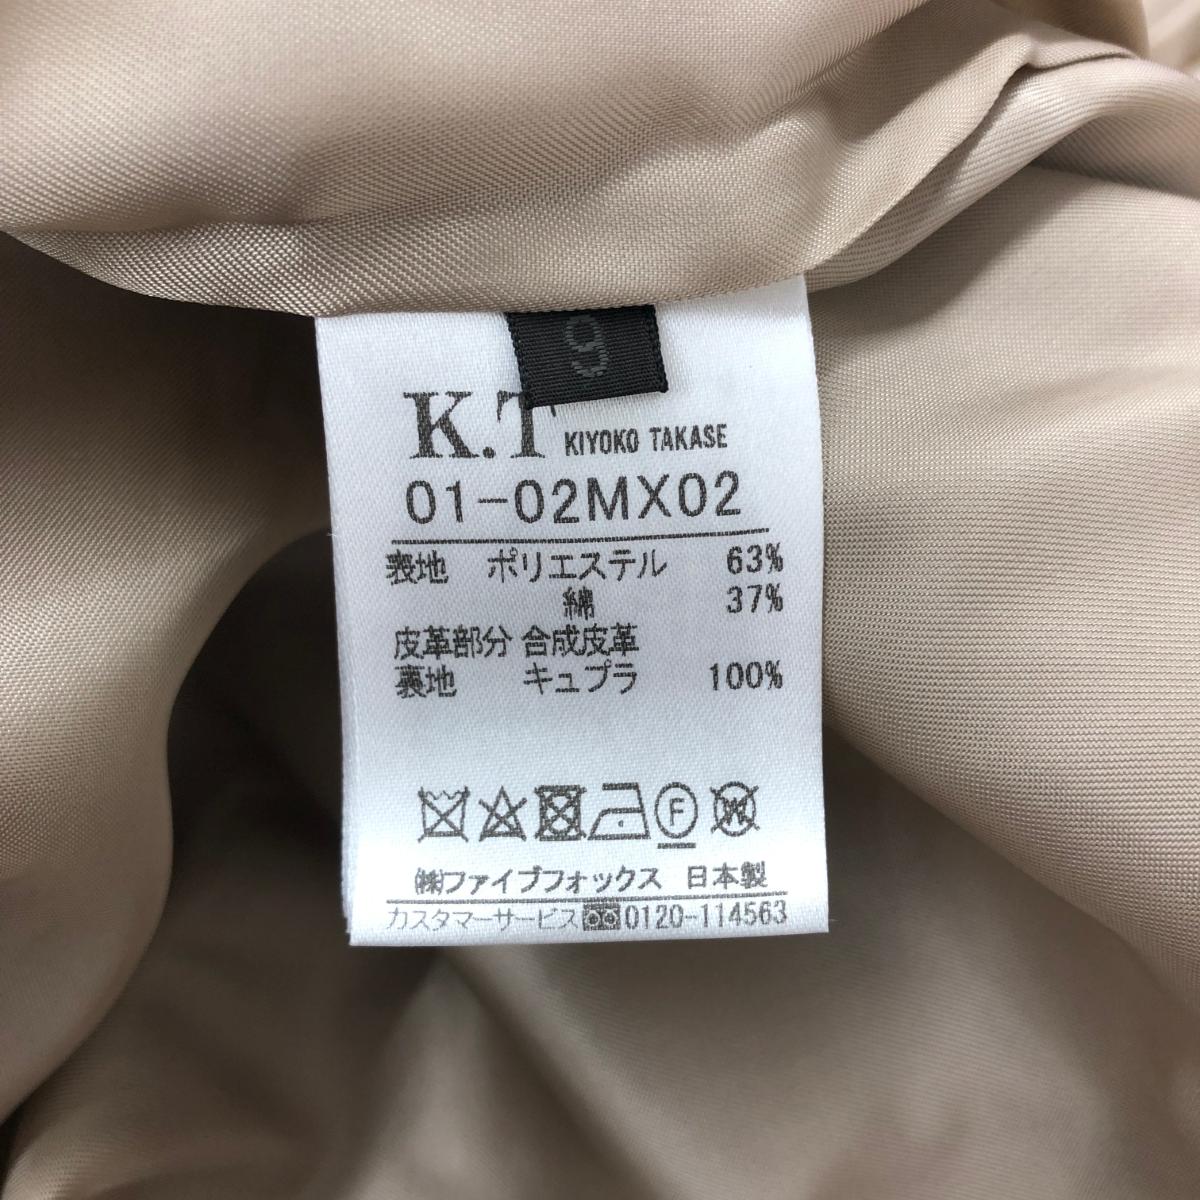 9
K.T KIYOKO TAKASE
01-02MX02
表地 ポリエステル 63%
綿 37%
皮革部分 合成皮革
裏地 キュプラ 100%
F W
㈱ファイブフォックス 日本製
カスタマーサービス 0120-114563